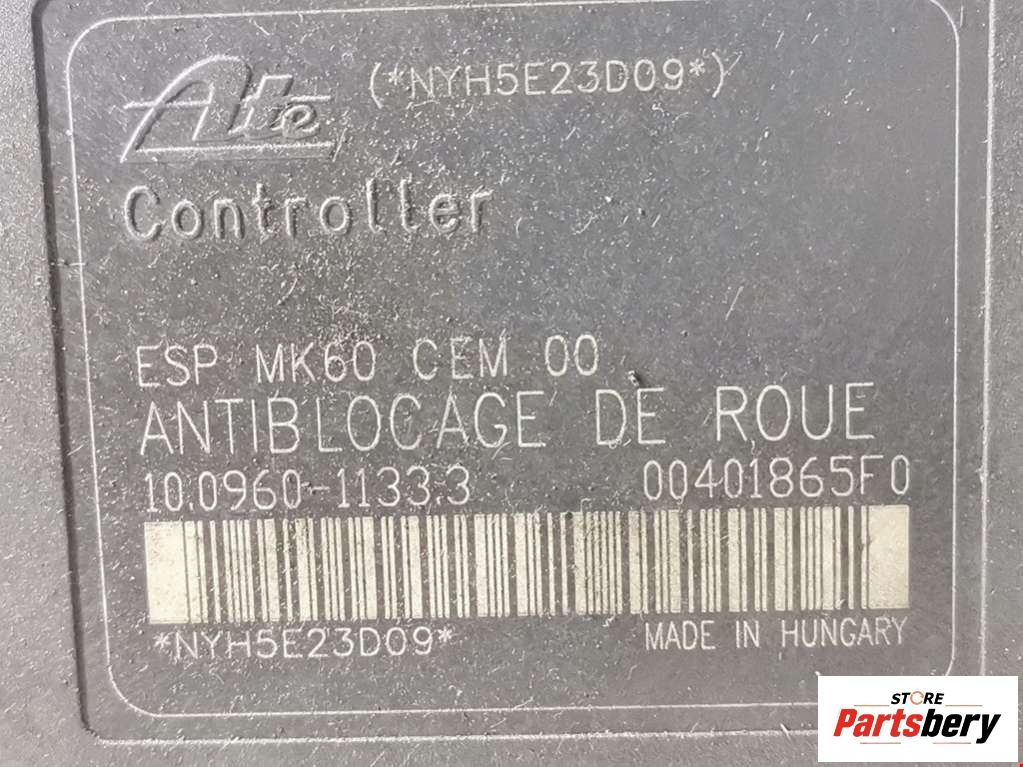 Ate (*NYH5E23D09*)
Controller
ESP MK60 CEM 00
ANTIBLOCAGE DE ROUE
10.0960-1133.3 00401865F0
*NYH5E23D09* MADE IN HUNGARY
STORE
Partsbery